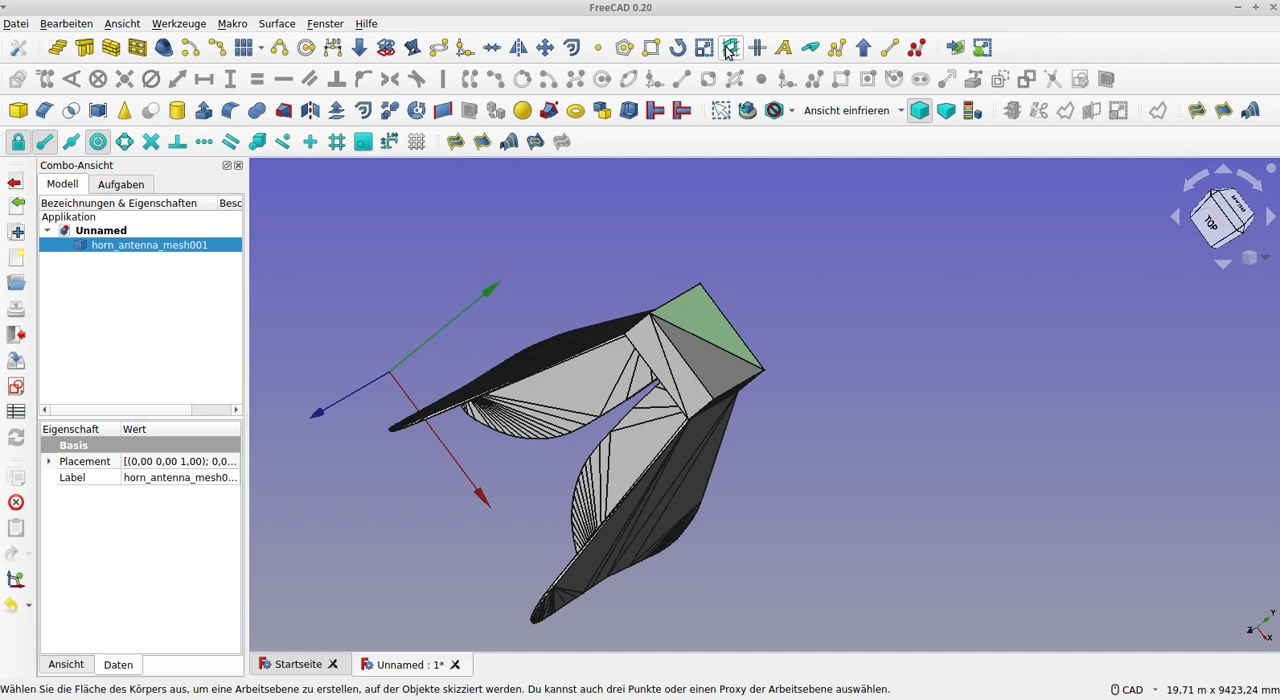 FreeCAD 0.20
Datei Bearbeiten Ansicht Werkzeuge Makro Surface Fenster Hilfe
Ansicht einfrieren
Combo-Ansicht
Modell Aufgaben
Bezeichnungen & Eigenschaften Besc
Applikation
Unnamed
horn_antenna_mesh001
TOP
Eigenschaft Wert
Basis
Placement [(0,00 0,00 1,00); 0,0...
Label horn_antenna_mesh0...
Y
Z
X
Ansicht Daten
Startseite
Unnamed : 1*
Wählen Sie die Fläche des Körpers aus, um eine Arbeitsebene zu erstellen, auf der Objekte skizziert werden. Du kannst auch drei Punkte oder einen Proxy der Arbeitsebene auswählen.
CAD 19,71 m x 9423,24 mm